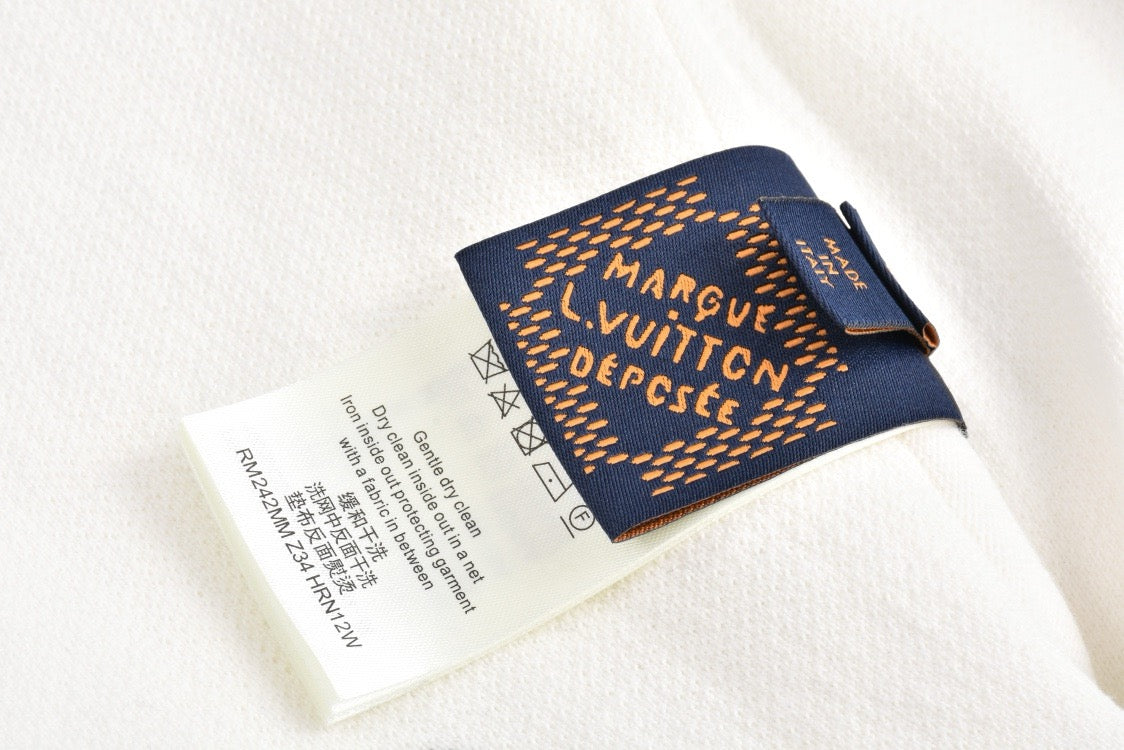 MARQUE
L.VUITTON
DÉPOSÉE
MADE
IN
ITALY
F
Gentle dry clean
Dry clean inside out in a net
Iron inside out protecting garment
with a fabric in between
缓和干洗
洗网中反面干洗
垫布反面熨烫
RM242MM Z34 HRN12W